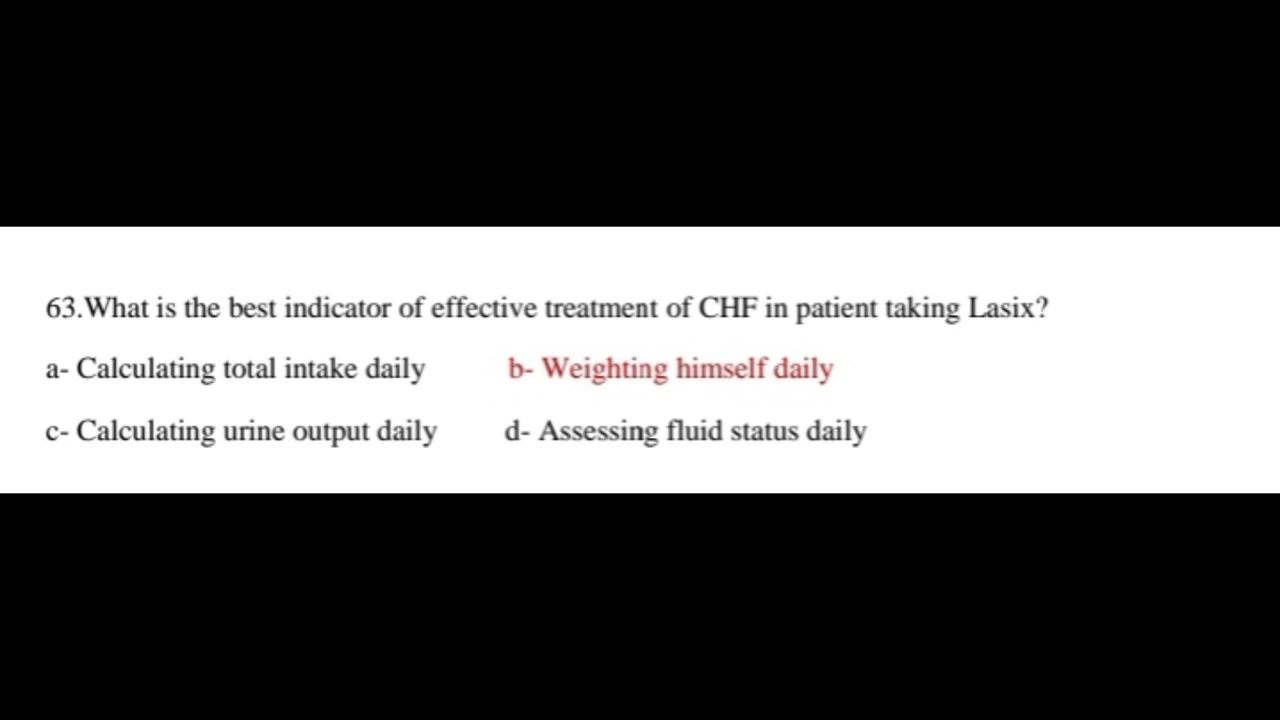 63.What is the best indicator of effective treatment of CHF in patient taking Lasix?
a- Calculating total intake daily b- Weighting himself daily
c- Calculating urine output daily d- Assessing fluid status daily